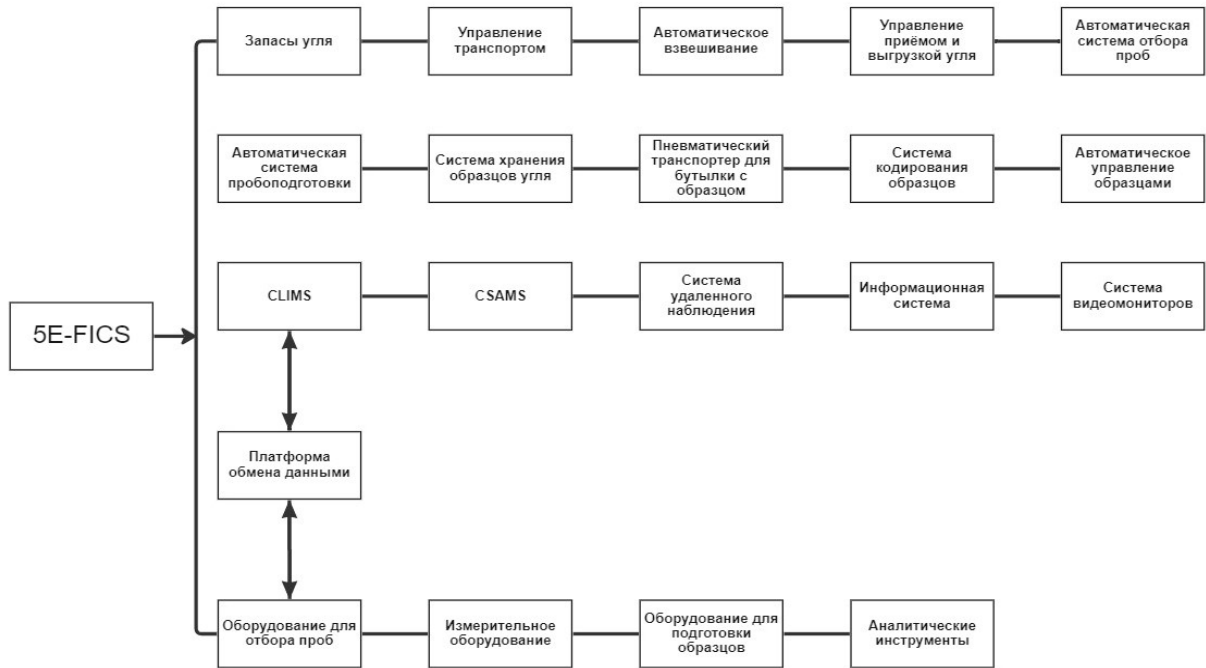 Запасы угля
Управление
транспортом
Автоматическое
взвешивание
Управление
приёмом и
выгрузкой угля
Автоматическая
система отбора
проб
Автоматическая
система
пробоподготовки
Система хранения
образцов угля
Пневматический
транспортер для
бутылки с
образцом
Система
кодирования
образцов
Автоматическое
управление
образцами
5E-FICS
CLIMS
CSAMS
Система
удаленного
наблюдения
Информационная
система
Система
видеомониторов
Платформа
обмена данными
Оборудование для
отбора проб
Измерительное
оборудование
Оборудование для
подготовки
образцов
Аналитические
инструменты